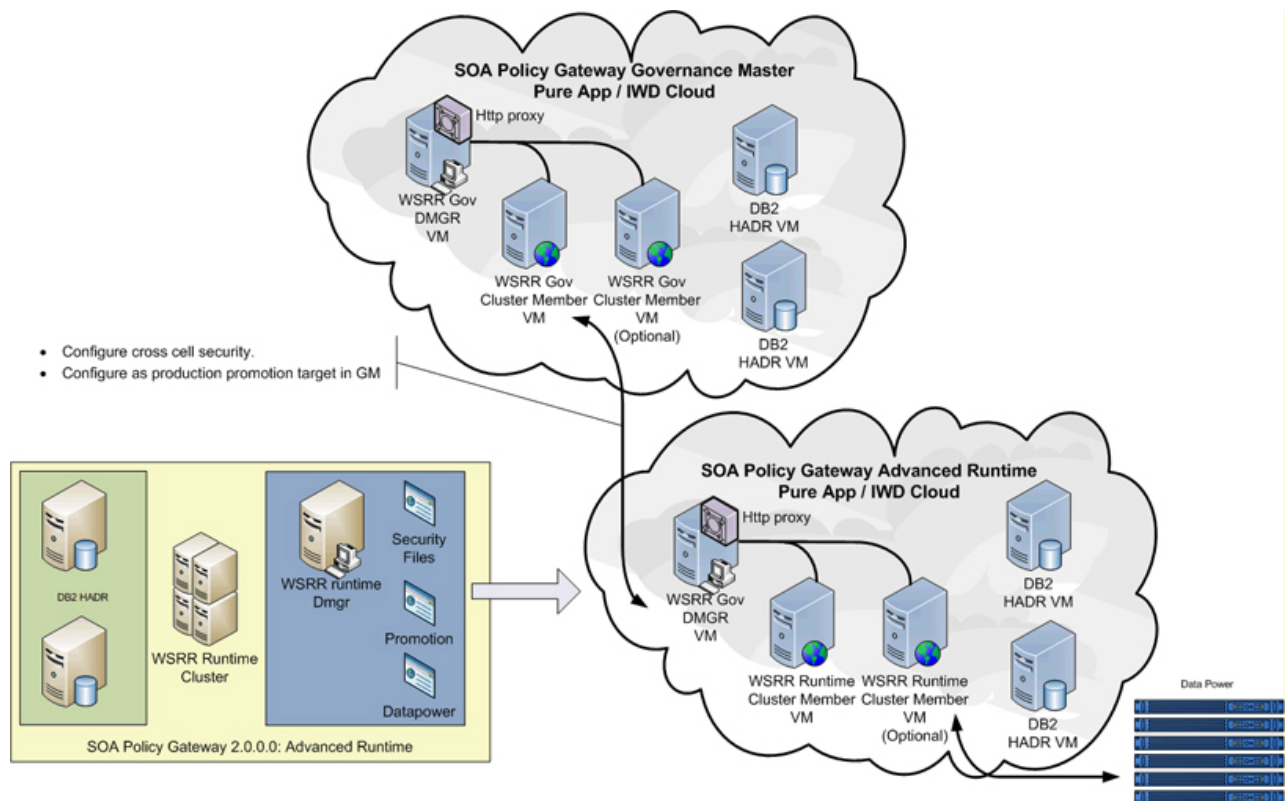 SOA Policy Gateway Governance Master
Pure App / IWD Cloud
Http proxy
WSRR Gov
DMGR
VM
WSRR Gov
Cluster Member
VM
WSRR Gov
Cluster Member
VM
(Optional)
DB2
HADR VM
DB2
HADR VM
• Configure cross cell security.
• Configure as production promotion target in GM
DB2 HADR
WSRR Runtime
Cluster
WSRR runtime
Dmgr
Security
Files
Promotion
Datapower
SOA Policy Gateway 2.0.0.0: Advanced Runtime
SOA Policy Gateway Advanced Runtime
Pure App / IWD Cloud
Http proxy
WSRR Gov
DMGR
VM
WSRR Runtime
Cluster Member
VM
WSRR Runtime
Cluster Member
VM
(Optional)
DB2
HADR VM
DB2
HADR VM
Data Power